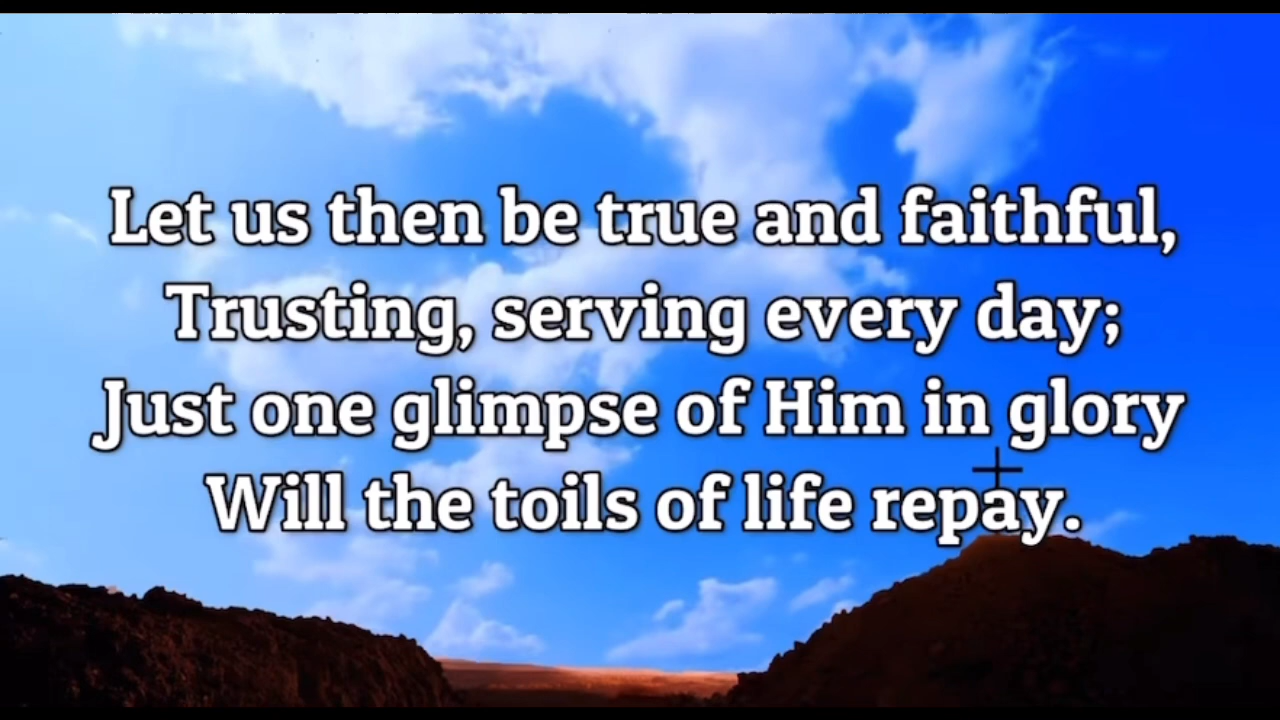 Let us then be true and faithful,
Trusting, serving every day;
Just one glimpse of Him in glory
Will the toils of life repay.